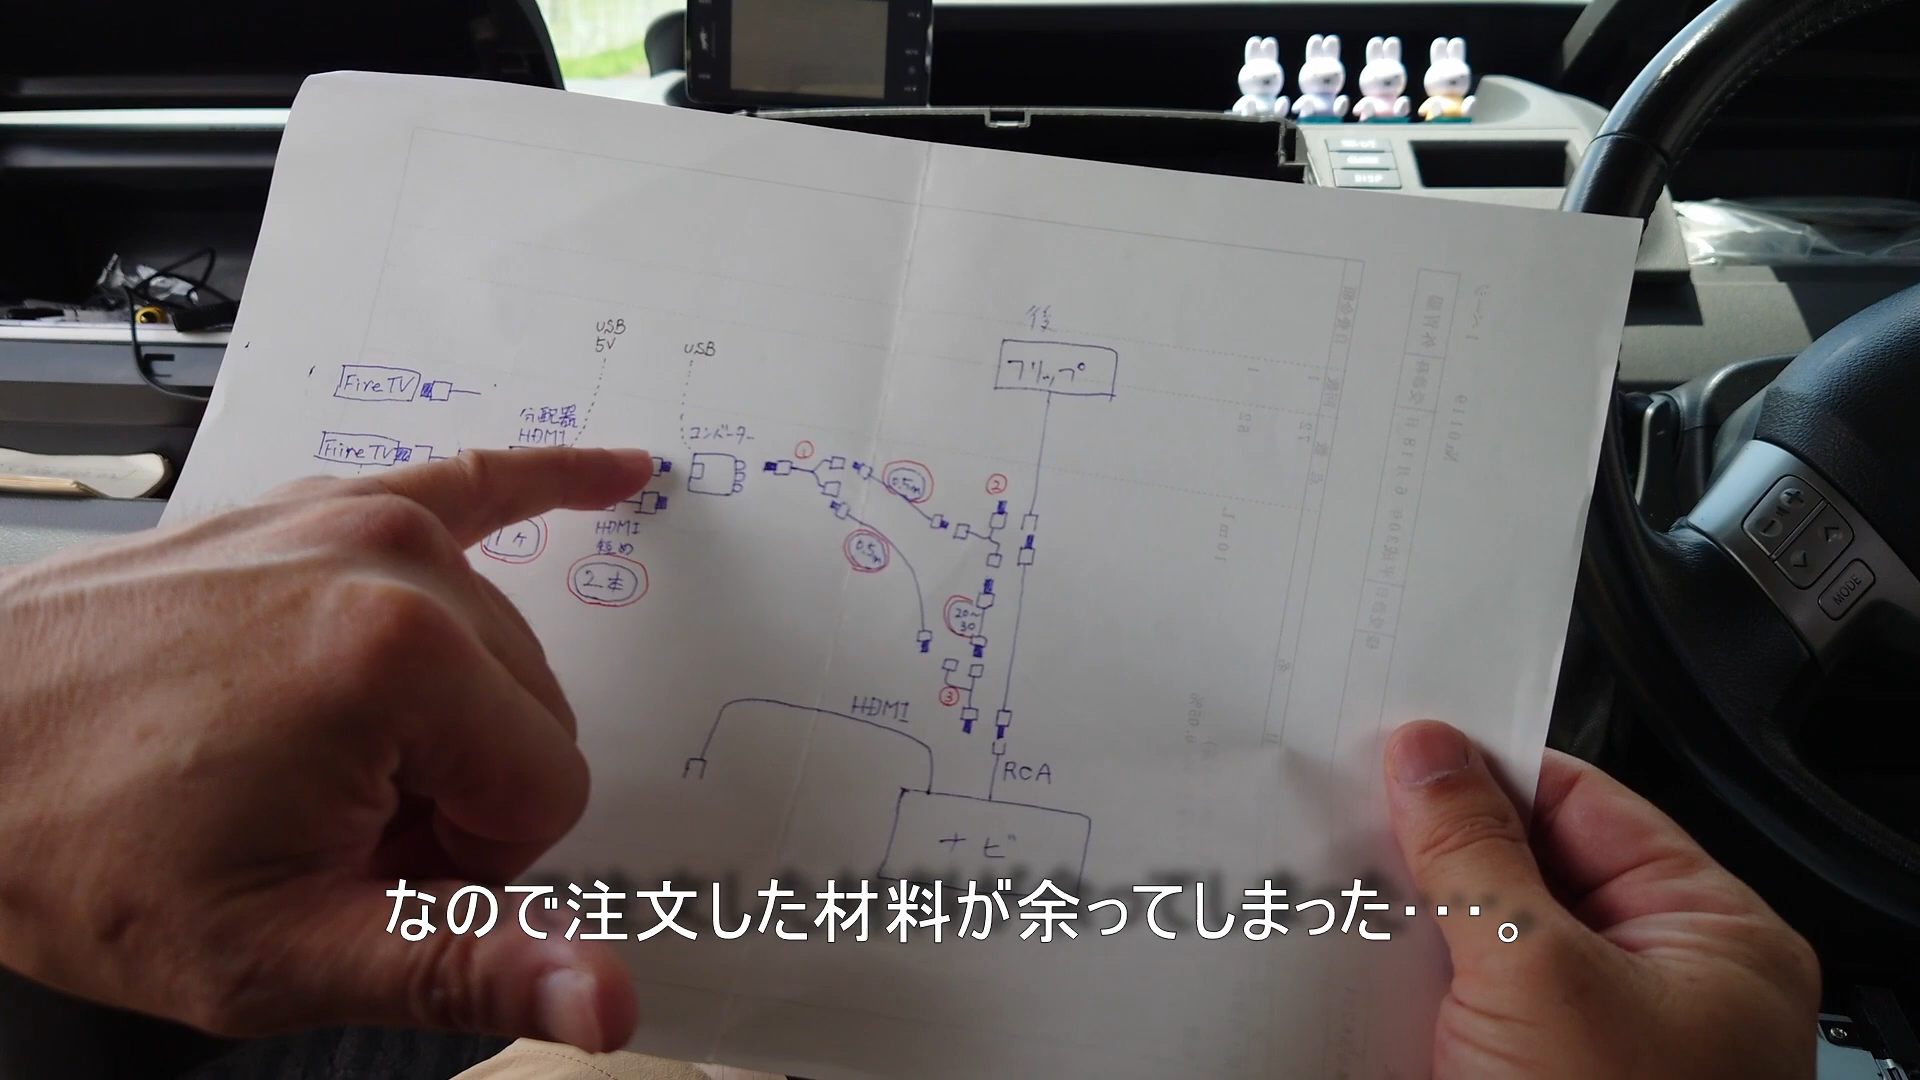 後
フリップ
USB
5V
USB
Fire TV
分配器
HDMI
コンバーター
Fire TV
①
0.5m
②
1ヶ
HDMI
短め
2本
0.5m
20~
30
③
HDMI
RCA
ナビ
DISP
MODE
なので注文した材料が余ってしまった･･･。